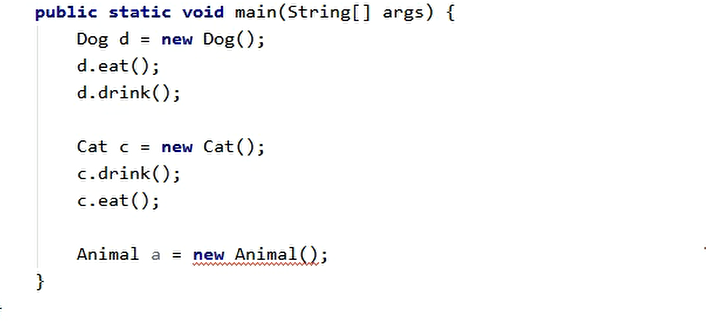 public static void main(String[] args) {
Dog d = new Dog();
d.eat();
d.drink();
Cat c = new Cat();
c.drink();
c.eat();
Animal a = new Animal();
}